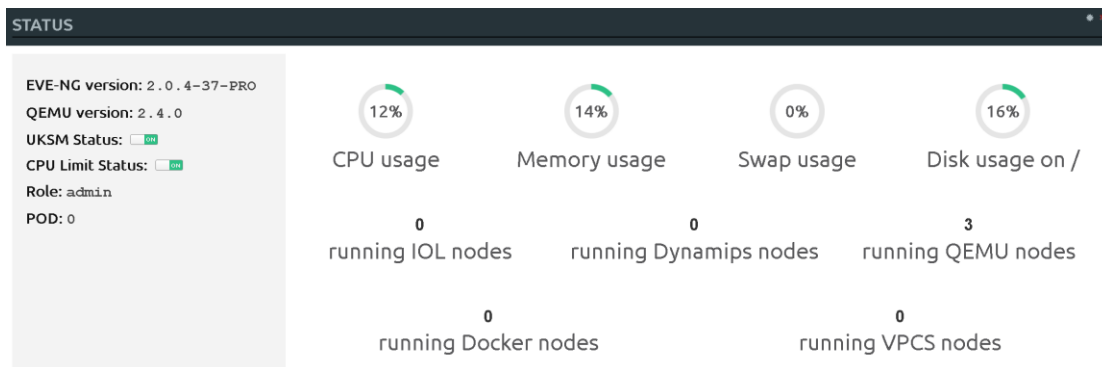 STATUS
EVE-NG version: 2.0.4-37-PRO
QEMU version: 2.4.0
UKSM Status: ON
CPU Limit Status: ON
Role: admin
POD: 0
12% 14% 0% 16%
CPU usage Memory usage Swap usage Disk usage on /
0 0 3
running IOL nodes running Dynamips nodes running QEMU nodes
0 0
running Docker nodes running VPCS nodes